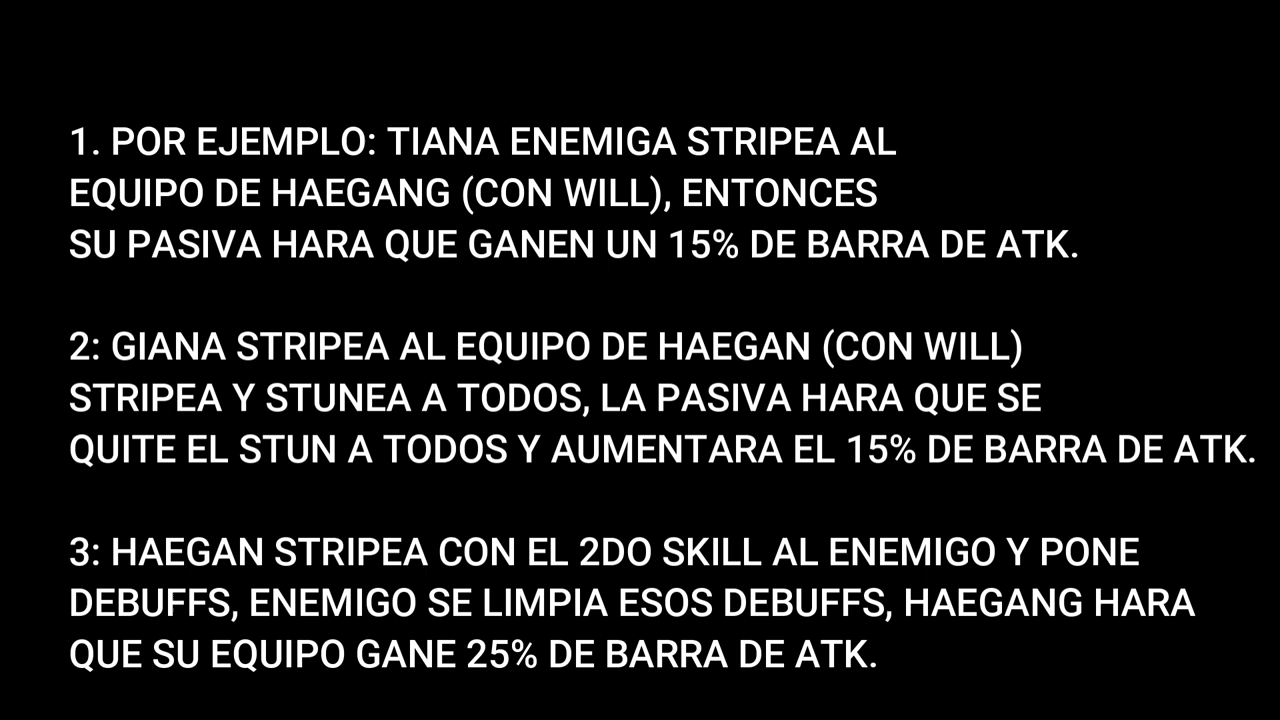 1. POR EJEMPLO: TIANA ENEMIGA STRIPEA AL
EQUIPO DE HAEGANG (CON WILL), ENTONCES
SU PASIVA HARA QUE GANEN UN 15% DE BARRA DE ATK.
2: GIANA STRIPEA AL EQUIPO DE HAEGAN (CON WILL)
STRIPEA Y STUNEA A TODOS, LA PASIVA HARA QUE SE
QUITE EL STUN A TODOS Y AUMENTARA EL 15% DE BARRA DE ATK.
3: HAEGAN STRIPEA CON EL 2DO SKILL AL ENEMIGO Y PONE
DEBUFFS, ENEMIGO SE LIMPIA ESOS DEBUFFS, HAEGANG HARA
QUE SU EQUIPO GANE 25% DE BARRA DE ATK.